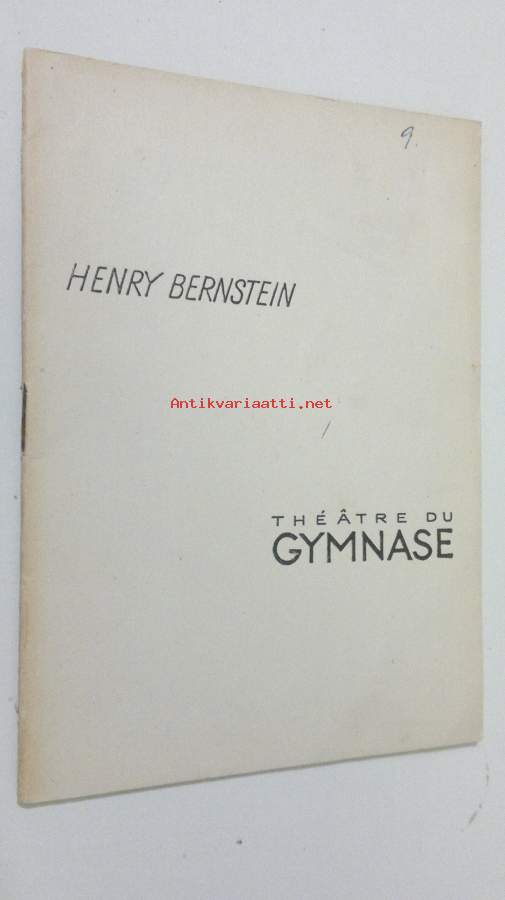 9.
HENRY BERNSTEIN
Antikvariaatti.net
THÉÂTRE DU
GYMNASE